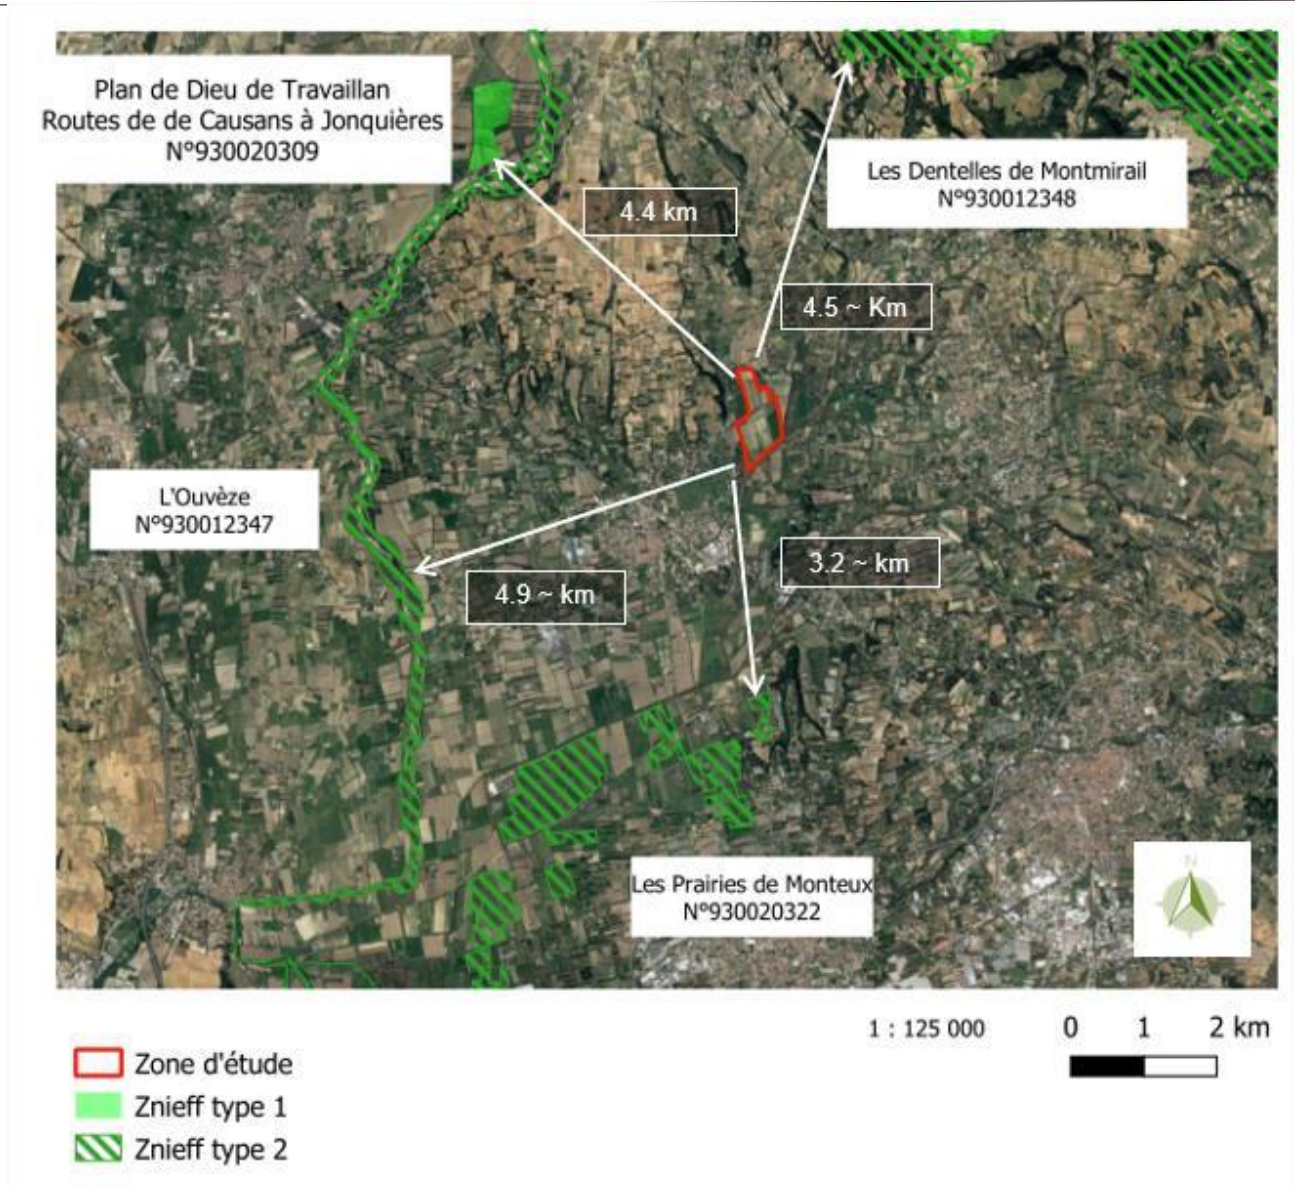 Plan de Dieu de Travaillan
Routes de de Causans à Jonquières
N°930020309
Les Dentelles de Montmirail
N°930012348
4.4 km
4.5 ~ Km
L'Ouvèze
N°930012347
3.2 ~ km
4.9 ~ km
Les Prairies de Monteux
N°930020322
N
1 : 125 000
0 1 2 km
Zone d'étude
Znieff type 1
Znieff type 2